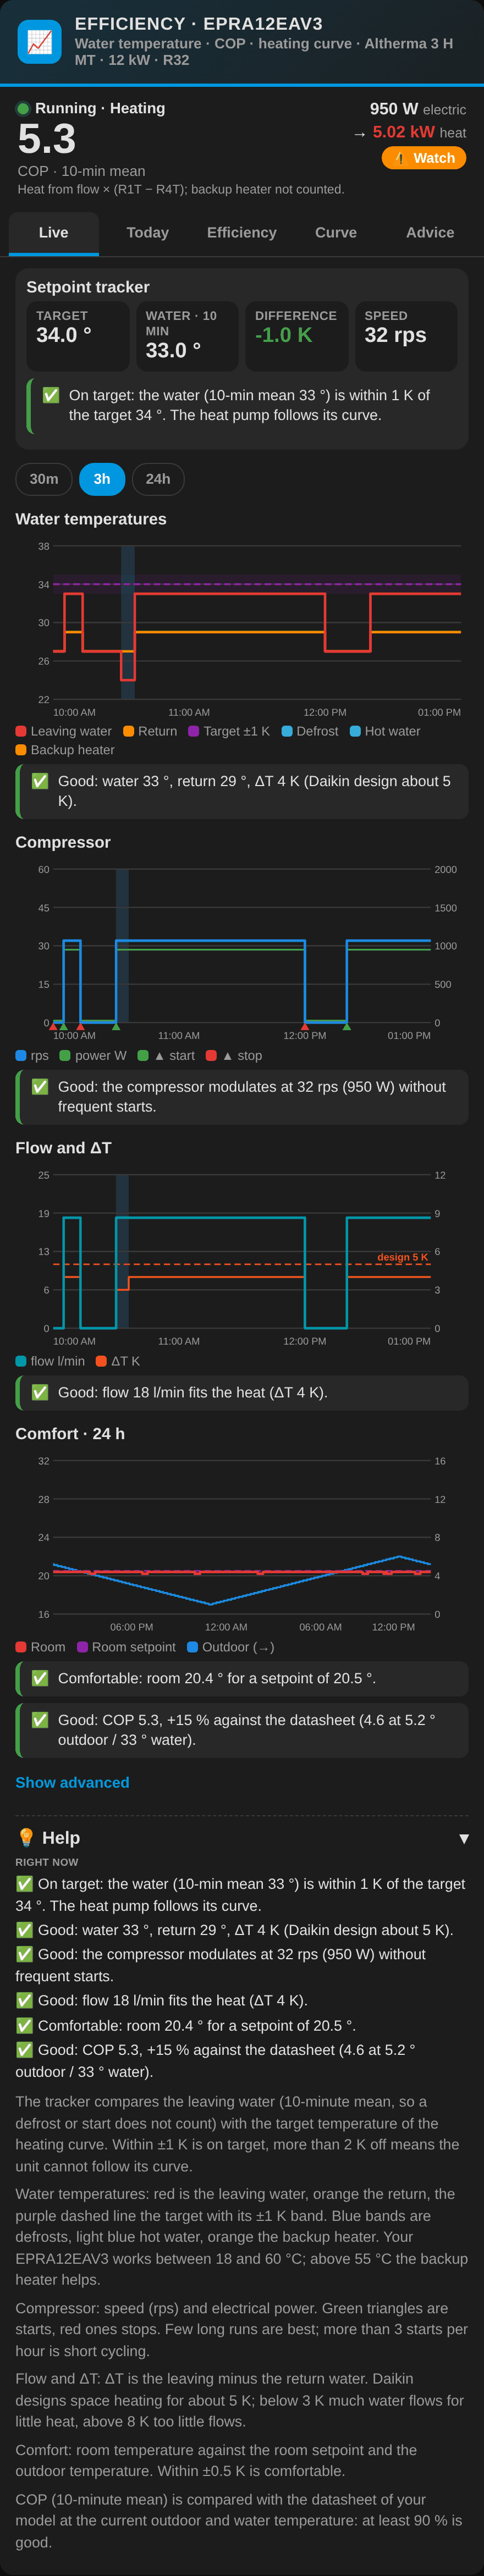 EFFICIENCY · EPRA12EAV3
Water temperature · COP · heating curve · Altherma 3 H
MT · 12 kW · R32
Running · Heating
5.3
COP · 10-min mean
950 W electric
→ 5.02 kW heat
⚠️ Watch
Heat from flow × (R1T − R4T); backup heater not counted.
Live Today Efficiency Curve Advice
Setpoint tracker
TARGET
34.0 °
WATER · 10
MIN
33.0 °
DIFFERENCE
-1.0 K
SPEED
32 rps
✅ On target: the water (10-min mean 33 °) is within 1 K of
the target 34 °. The heat pump follows its curve.
30m 3h 24h
Water temperatures
38
34
30
26
22
10:00 AM 11:00 AM 12:00 PM 01:00 PM
Leaving water Return Target ±1 K Defrost Hot water
Backup heater
✅ Good: water 33 °, return 29 °, ΔT 4 K (Daikin design about 5
K).
Compressor
60 2000
45 1500
30 1000
15 500
0 0
10:00 AM 11:00 AM 12:00 PM 01:00 PM
rps power W ▲ start ▲ stop
✅ Good: the compressor modulates at 32 rps (950 W) without
frequent starts.
Flow and ΔT
25 12
19 9
13 6
design 5 K
6 3
0 0
10:00 AM 11:00 AM 12:00 PM 01:00 PM
flow l/min ΔT K
✅ Good: flow 18 l/min fits the heat (ΔT 4 K).
Comfort · 24 h
32 16
28 12
24 8
20 4
16 0
06:00 PM 12:00 AM 06:00 AM 12:00 PM
Room Room setpoint Outdoor (→)
✅ Comfortable: room 20.4 ° for a setpoint of 20.5 °.
✅ Good: COP 5.3, +15 % against the datasheet (4.6 at 5.2 °
outdoor / 33 ° water).
Show advanced
💡 Help ▼
RIGHT NOW
✅ On target: the water (10-min mean 33 °) is within 1 K of the target
34 °. The heat pump follows its curve.
✅ Good: water 33 °, return 29 °, ΔT 4 K (Daikin design about 5 K).
✅ Good: the compressor modulates at 32 rps (950 W) without
frequent starts.
✅ Good: flow 18 l/min fits the heat (ΔT 4 K).
✅ Comfortable: room 20.4 ° for a setpoint of 20.5 °.
✅ Good: COP 5.3, +15 % against the datasheet (4.6 at 5.2 °
outdoor / 33 ° water).
The tracker compares the leaving water (10-minute mean, so a
defrost or start does not count) with the target temperature of the
heating curve. Within ±1 K is on target, more than 2 K off means the
unit cannot follow its curve.
Water temperatures: red is the leaving water, orange the return, the
purple dashed line the target with its ±1 K band. Blue bands are
defrosts, light blue hot water, orange the backup heater. Your
EPRA12EAV3 works between 18 and 60 °C; above 55 °C the backup
heater helps.
Compressor: speed (rps) and electrical power. Green triangles are
starts, red ones stops. Few long runs are best; more than 3 starts per
hour is short cycling.
Flow and ΔT: ΔT is the leaving minus the return water. Daikin
designs space heating for about 5 K; below 3 K much water flows for
little heat, above 8 K too little flows.
Comfort: room temperature against the room setpoint and the
outdoor temperature. Within ±0.5 K is comfortable.
COP (10-minute mean) is compared with the datasheet of your
model at the current outdoor and water temperature: at least 90 % is
good.